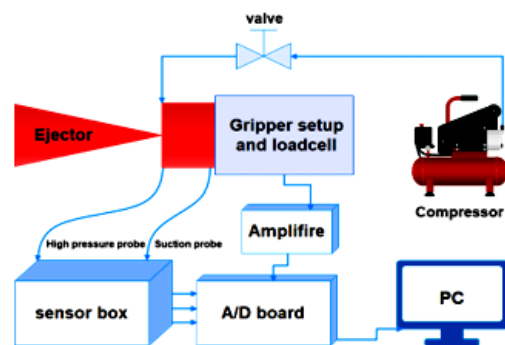 valve
Ejector
Gripper setup
and loadcell
Compressor
Amplifire
High pressure probe
Suction probe
sensor box
A/D board
PC